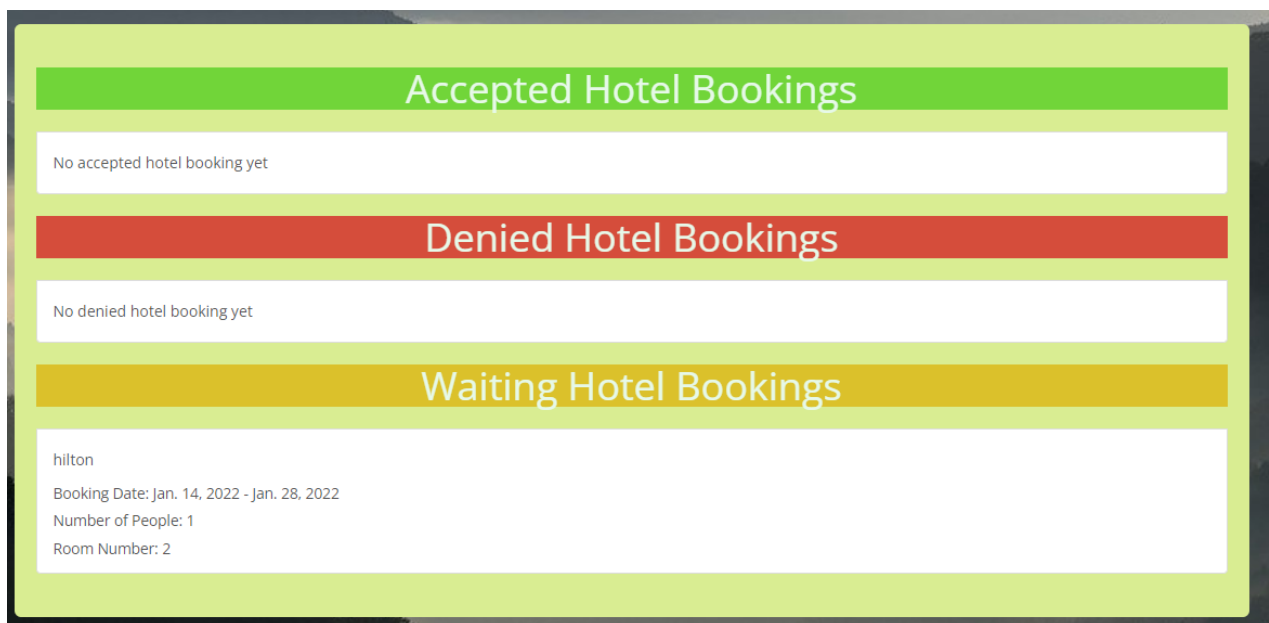 Accepted Hotel Bookings
No accepted hotel booking yet
Denied Hotel Bookings
No denied hotel booking yet
Waiting Hotel Bookings
hilton
Booking Date: Jan. 14, 2022 - Jan. 28, 2022
Number of People: 1
Room Number: 2